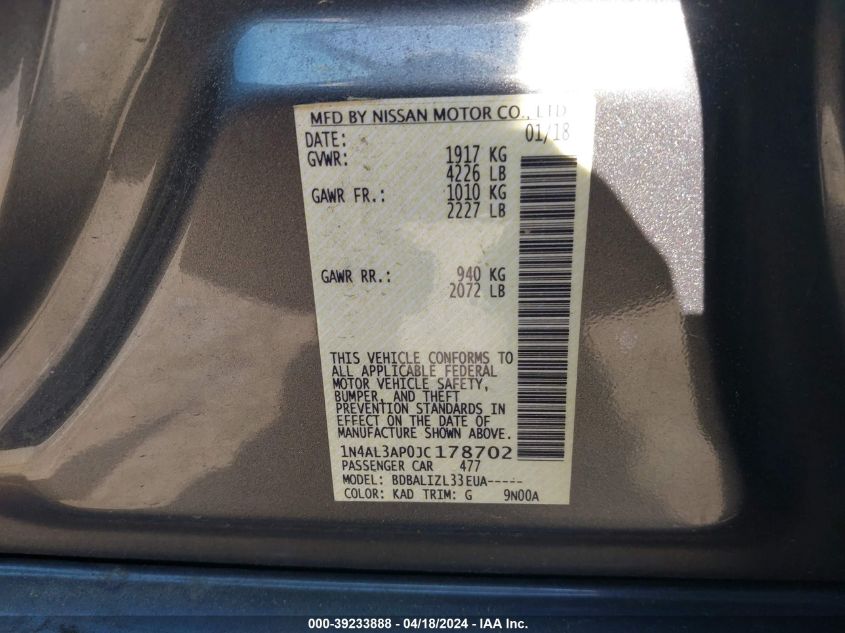 MFD BY NISSAN MOTOR CO., LTD
DATE: 01/18
GVWR: 1917 KG
4226 LB
GAWR FR.: 1010 KG
2227 LB
GAWR RR.: 940 KG
2072 LB
THIS VEHICLE CONFORMS TO
ALL APPLICABLE FEDERAL
MOTOR VEHICLE SAFETY,
BUMPER, AND THEFT
PREVENTION STANDARDS IN
EFFECT ON THE DATE OF
MANUFACTURE SHOWN ABOVE.
1N4AL3AP0JC178702
PASSENGER CAR 477
MODEL: BDBALIZL33EUA-----
COLOR: KAD TRIM: G 9N00A
000-39233888 - 04/18/2024 - IAA Inc.